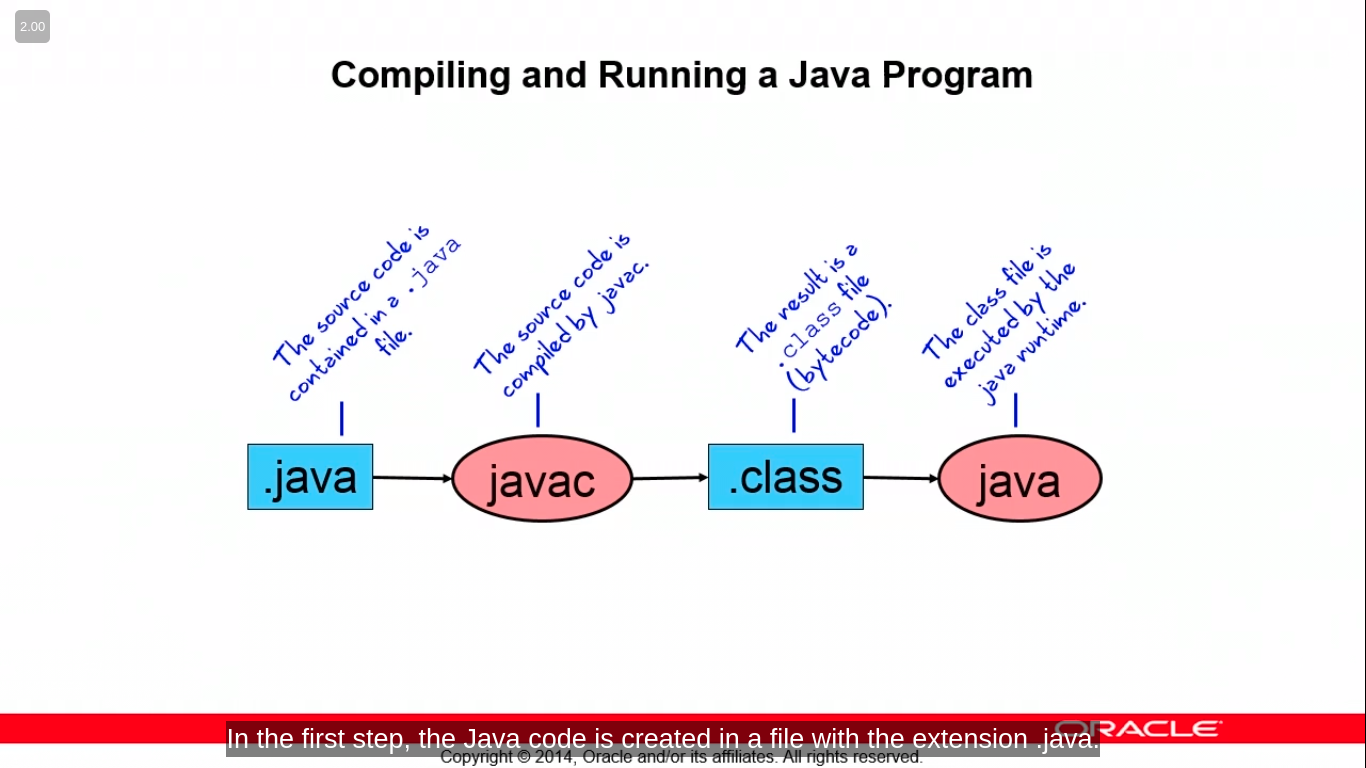 2.00
Compiling and Running a Java Program
The source code is
contained in a .java
file.
The source code is
compiled by javac.
The result is a
.class file
(bytecode).
The class file is
executed by the
java runtime.
.java
javac
.class
java
ORACLE
In the first step, the Java code is created in a file with the extension .java.
Copyright © 2014, Oracle and/or its affiliates. All rights reserved.